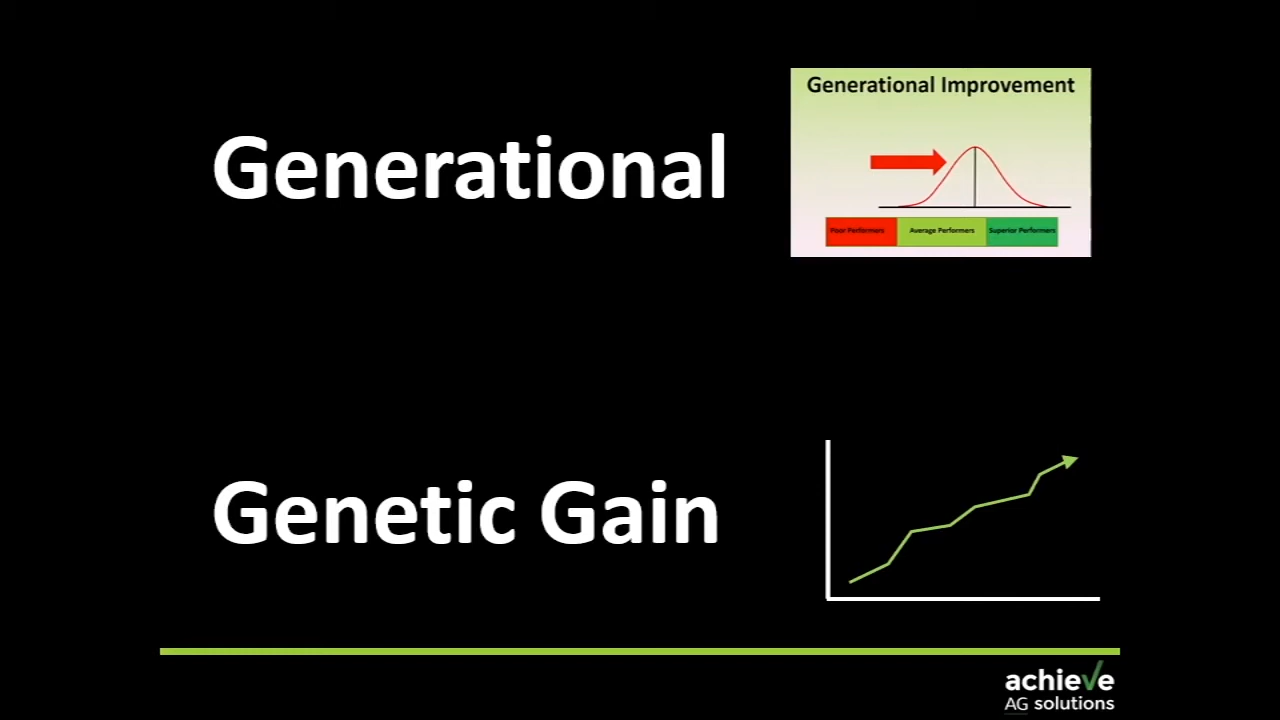 Generational
Generational Improvement
Poor Performers
Average Performers
Superior Performers
Genetic Gain
achieve
AG solutions